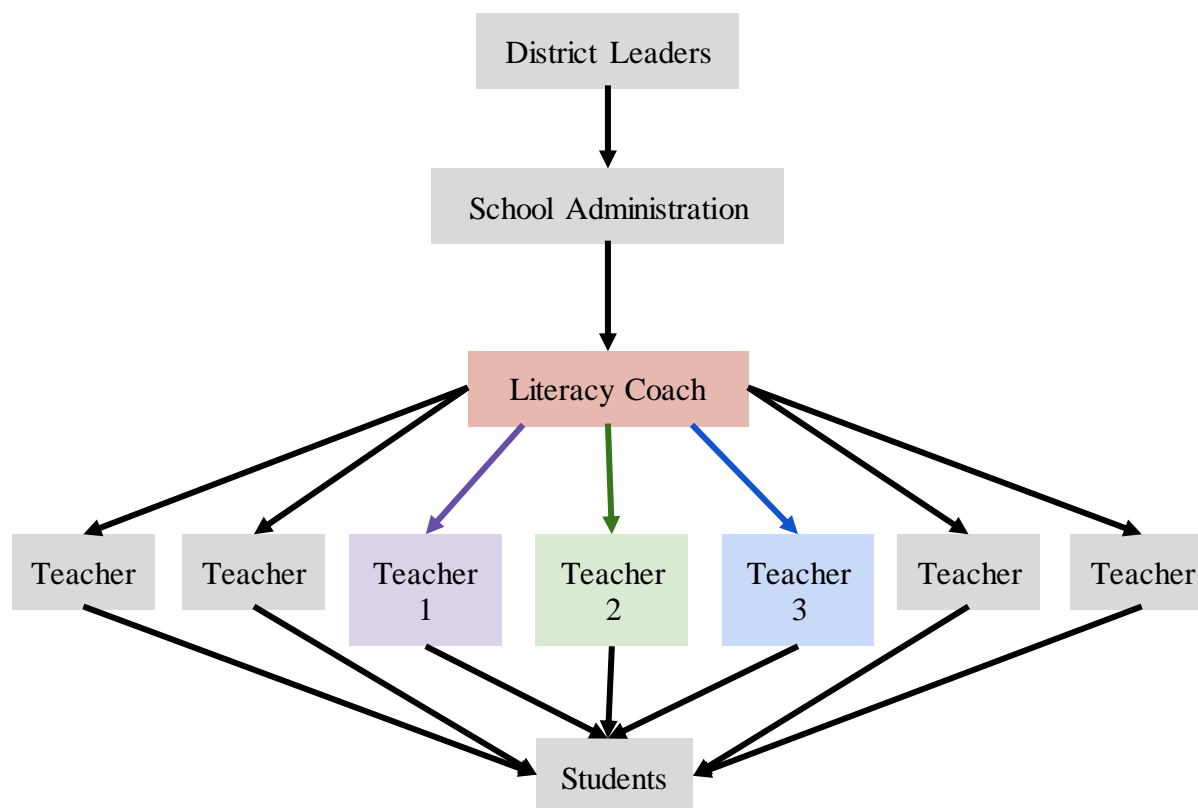 District Leaders
School Administration
Literacy Coach
Teacher
Teacher
Teacher
1
Teacher
2
Teacher
3
Teacher
Teacher
Students